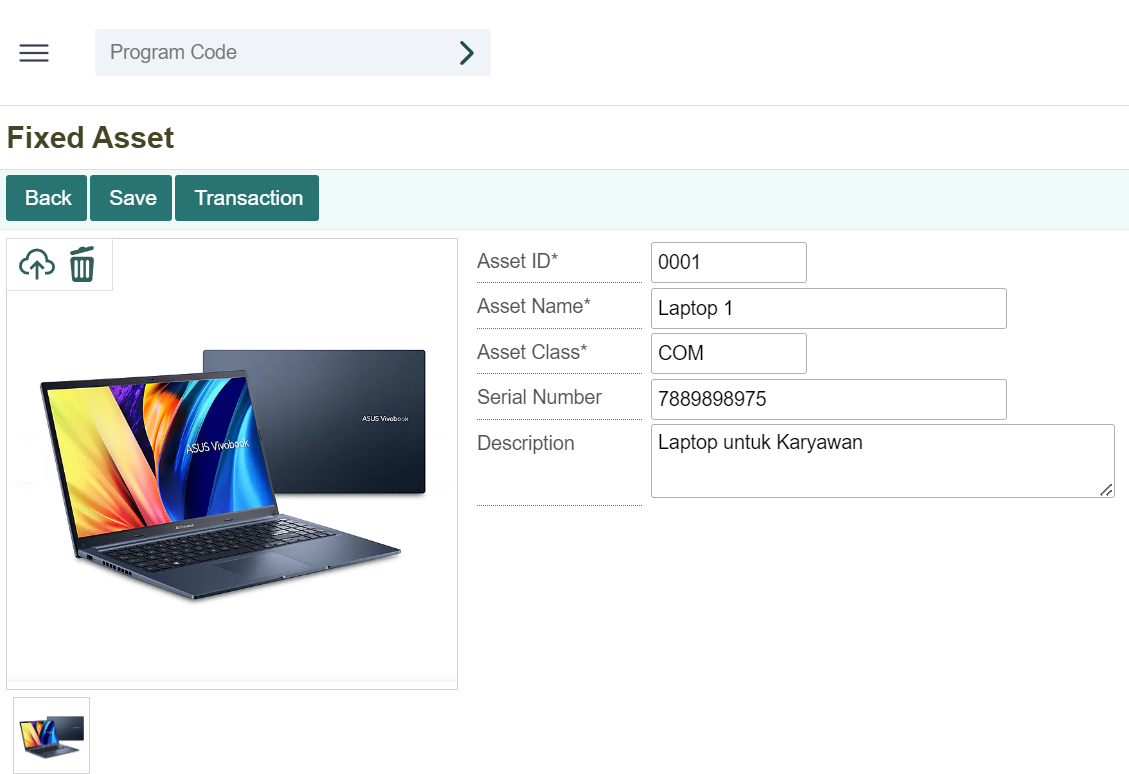 Program Code
Fixed Asset
Back Save Transaction
Asset ID* 0001
Asset Name* Laptop 1
Asset Class* COM
Serial Number 7889898975
Description Laptop untuk Karyawan
ASUS Vivobook
ASUS Vivobook